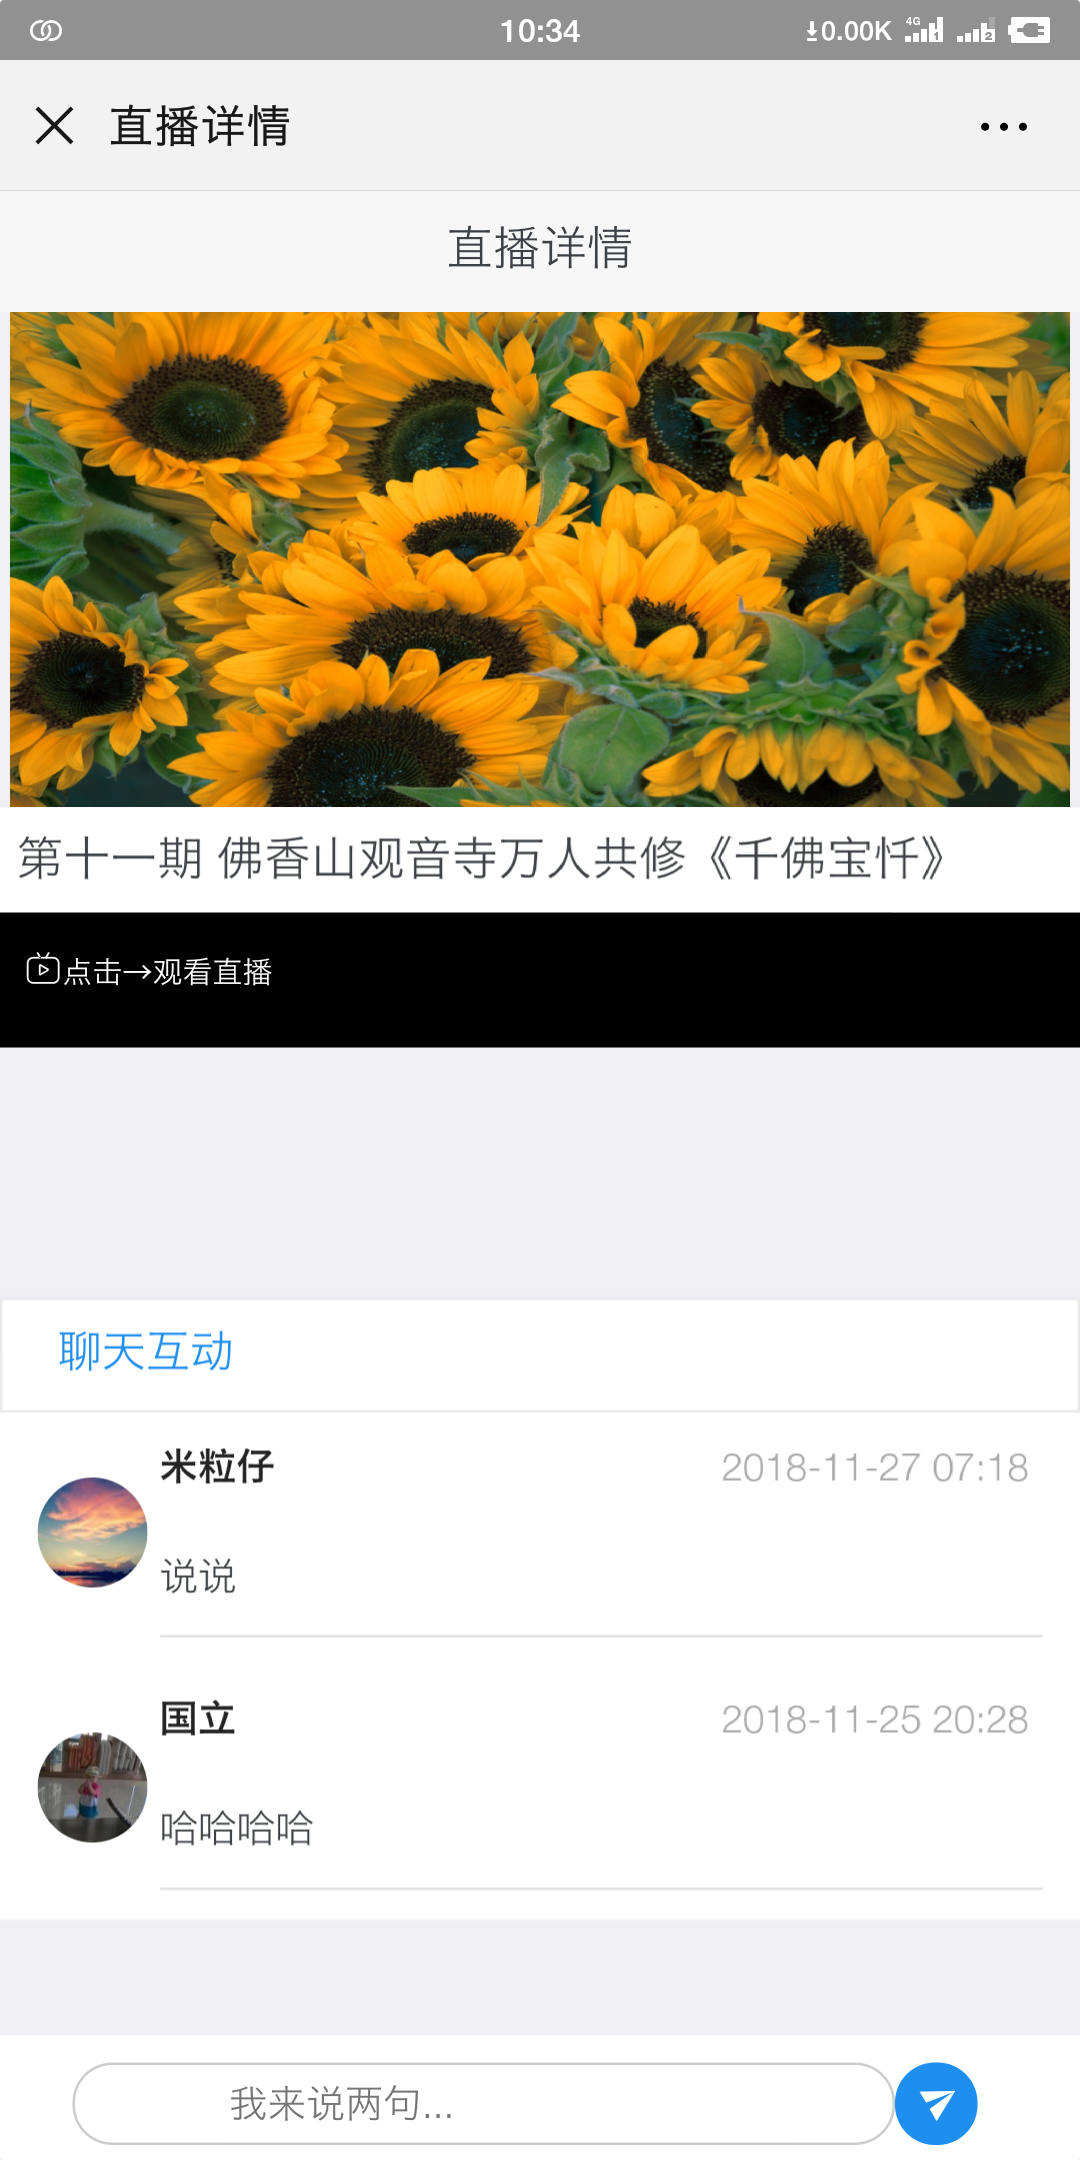 10:34
0.00K 4G 1 2
直播详情
直播详情
第十一期 佛香山观音寺万人共修《千佛宝忏》
点击→观看直播
聊天互动
米粒仔 2018-11-27 07:18
说说
国立 2018-11-25 20:28
哈哈哈哈
我来说两句...